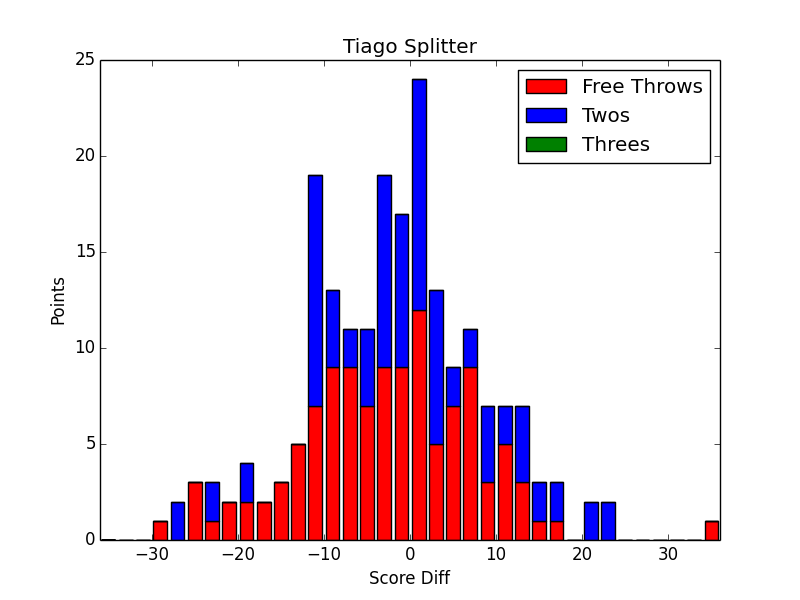 Tiago Splitter
Free Throws
Twos
Threes
25
20
15
10
5
0
Points
−30 −20 −10 0 10 20 30
Score Diff